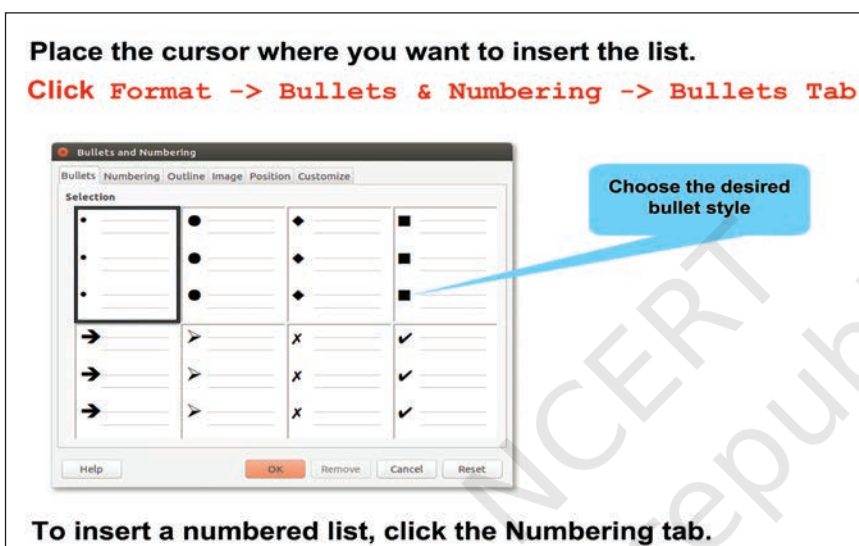 Place the cursor where you want to insert the list.
Click Format -> Bullets & Numbering -> Bullets Tab
Bullets and Numbering
Bullets Numbering Outline Image Position Customize
Selection
Choose the desired
bullet style
Help OK Remove Cancel Reset
NCERT
repub
To insert a numbered list, click the Numbering tab.